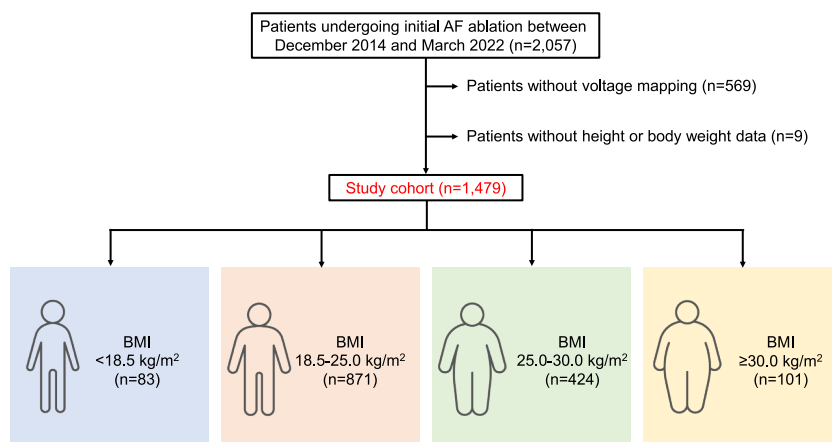 Patients undergoing initial AF ablation between
December 2014 and March 2022 (n=2,057)
Patients without voltage mapping (n=569)
Patients without height or body weight data (n=9)
Study cohort (n=1,479)
BMI
<18.5 kg/m²
(n=83)
BMI
18.5-25.0 kg/m²
(n=871)
BMI
25.0-30.0 kg/m²
(n=424)
BMI
≥30.0 kg/m²
(n=101)